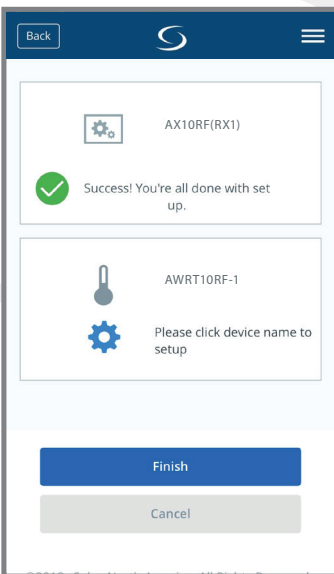 Back
AX10RF(RX1)
Success! You're all done with set
up.
AWRT10RF-1
Please click device name to
setup
Finish
Cancel